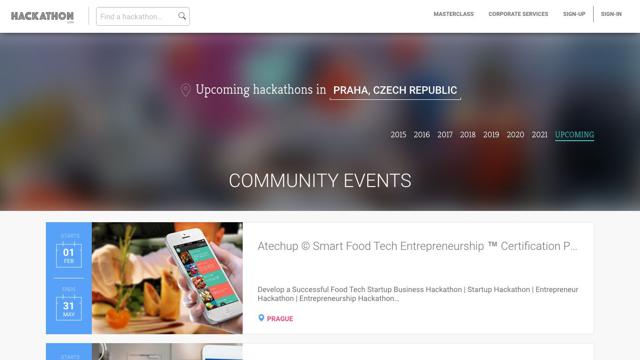 HACKATHON
.com
Find a hackathon...
MASTERCLASS
CORPORATE SERVICES
SIGN-UP
SIGN-IN
Upcoming hackathons in PRAHA, CZECH REPUBLIC
2015 2016 2017 2018 2019 2020 2021 UPCOMING
COMMUNITY EVENTS
STARTS
01
FEB
ENDS
31
MAY
Atechup © Smart Food Tech Entrepreneurship ™ Certification P...
Develop a Successful Food Tech Startup Business Hackathon | Startup Hackathon | Entrepreneur
Hackathon | Entrepreneurship Hackathon...
PRAGUE
STARTS